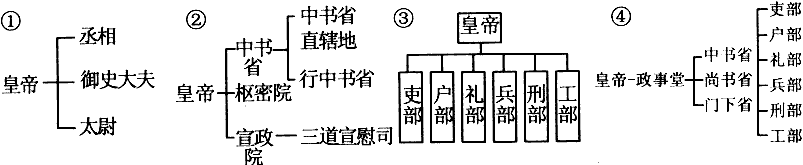 ①
皇帝
丞相
御史大夫
太尉
②
皇帝
中书省
枢密院
宣政院
中书省
直辖地
行中书省
三道宣慰司
③
皇帝
吏部
户部
礼部
兵部
刑部
工部
④
皇帝-政事堂
中书省
尚书省
门下省
吏部
户部
礼部
兵部
刑部
工部